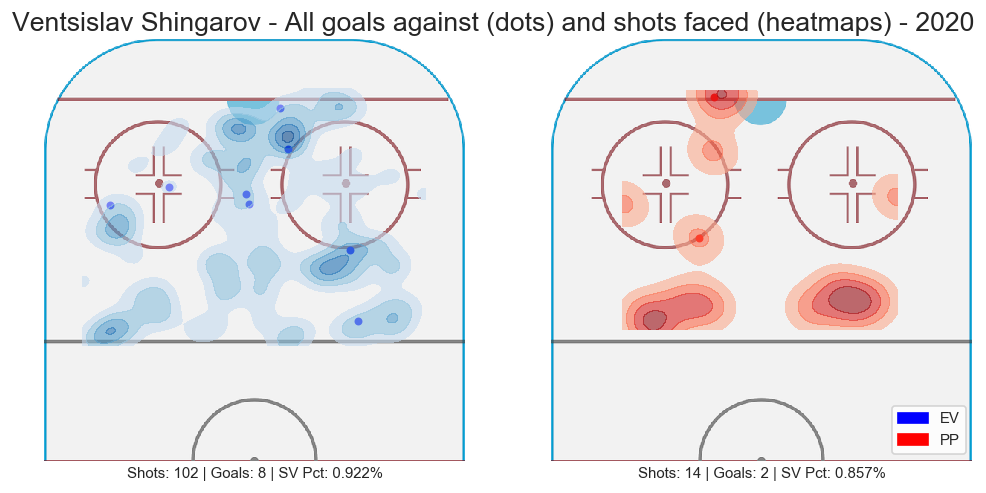 Ventsislav Shingarov - All goals against (dots) and shots faced (heatmaps) - 2020
EV
PP
Shots: 102 | Goals: 8 | SV Pct: 0.922%
Shots: 14 | Goals: 2 | SV Pct: 0.857%